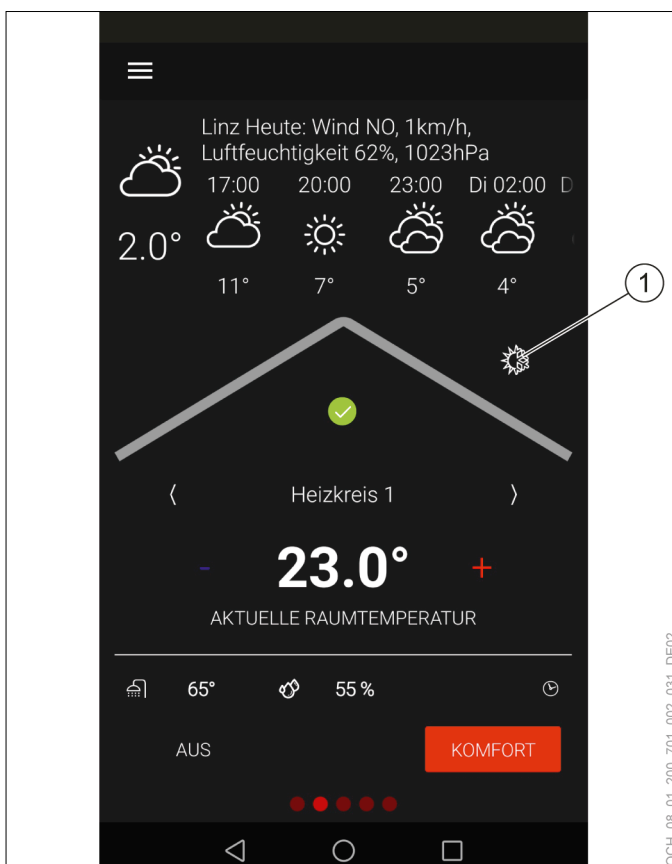 Linz Heute: Wind NO, 1km/h,
Luftfeuchtigkeit 62%, 1023hPa
17:00 20:00 23:00 Di 02:00 D
2.0°
11° 7° 5° 4°
1
Heizkreis 1
- 23.0° +
AKTUELLE RAUMTEMPERATUR
65° 55 %
AUS KOMFORT
OCH_08_01_200_701_002_031_DE02